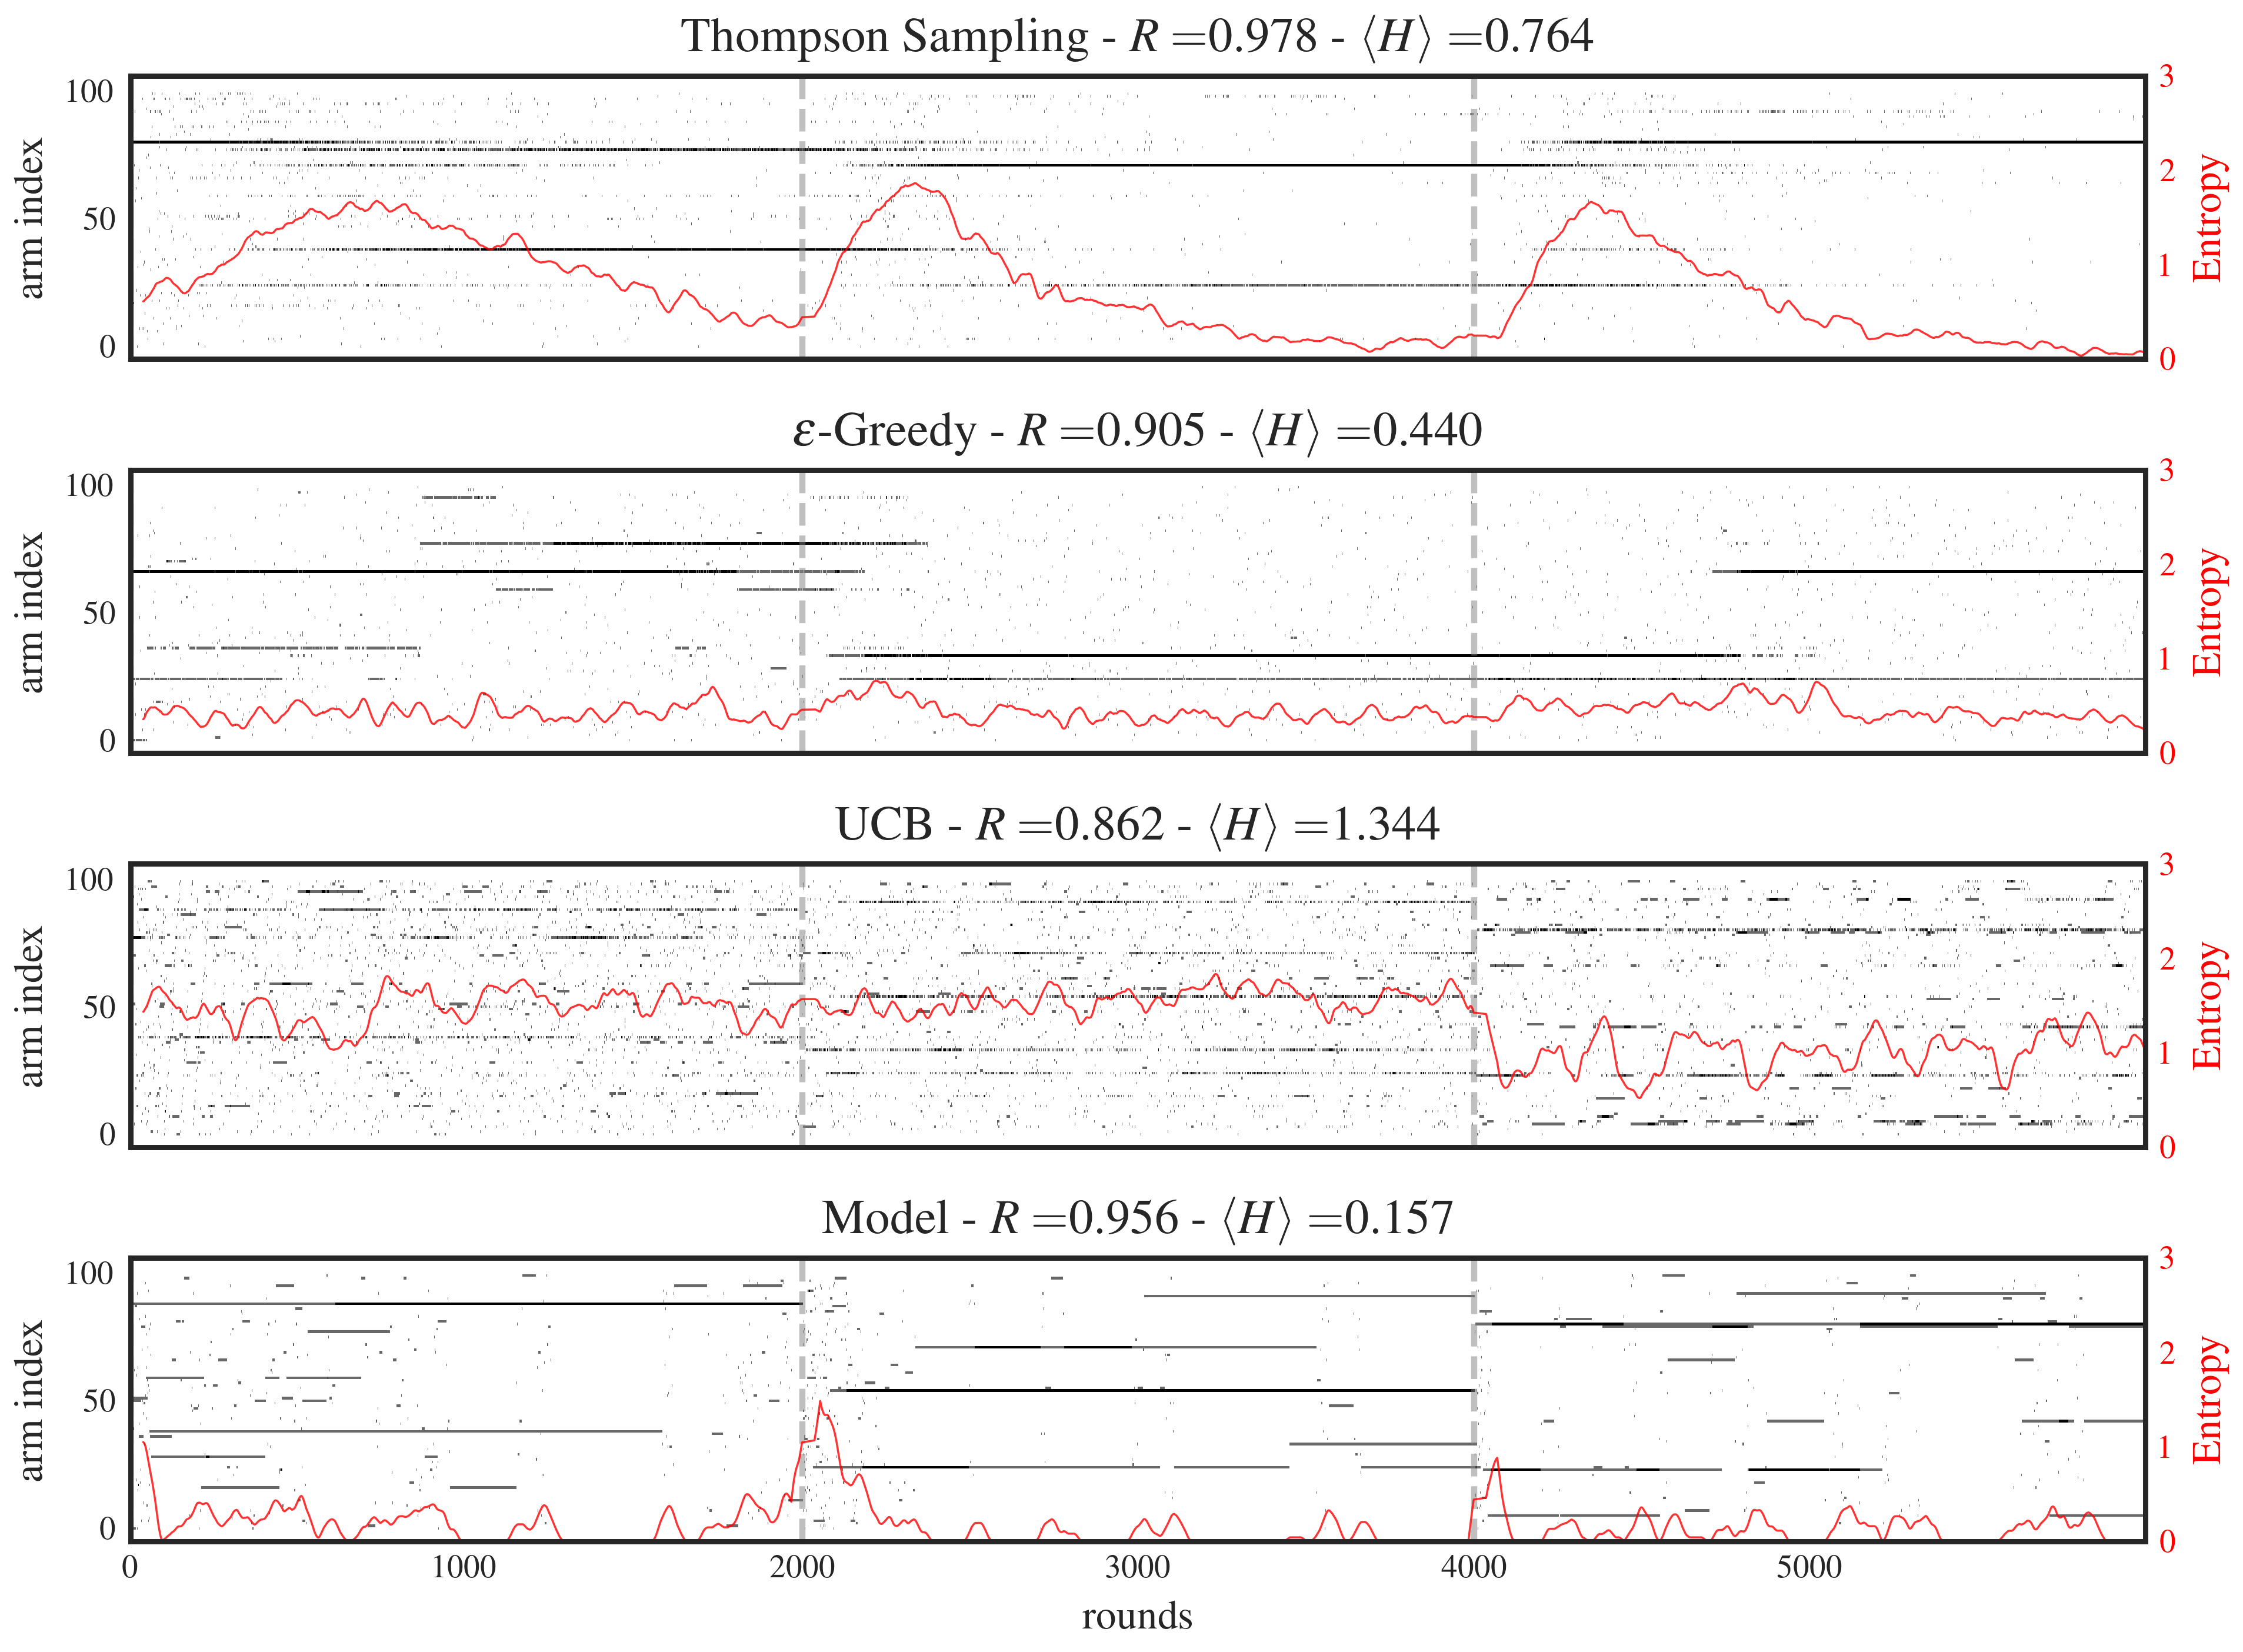 Thompson Sampling - R =0.978 - ⟨H⟩ =0.764
100
50
0
arm index
3
2
1
0
Entropy
ε-Greedy - R =0.905 - ⟨H⟩ =0.440
100
50
0
arm index
3
2
1
0
Entropy
UCB - R =0.862 - ⟨H⟩ =1.344
100
50
0
arm index
3
2
1
0
Entropy
Model - R =0.956 - ⟨H⟩ =0.157
100
50
0
arm index
3
2
1
0
Entropy
0 1000 2000 3000 4000 5000
rounds